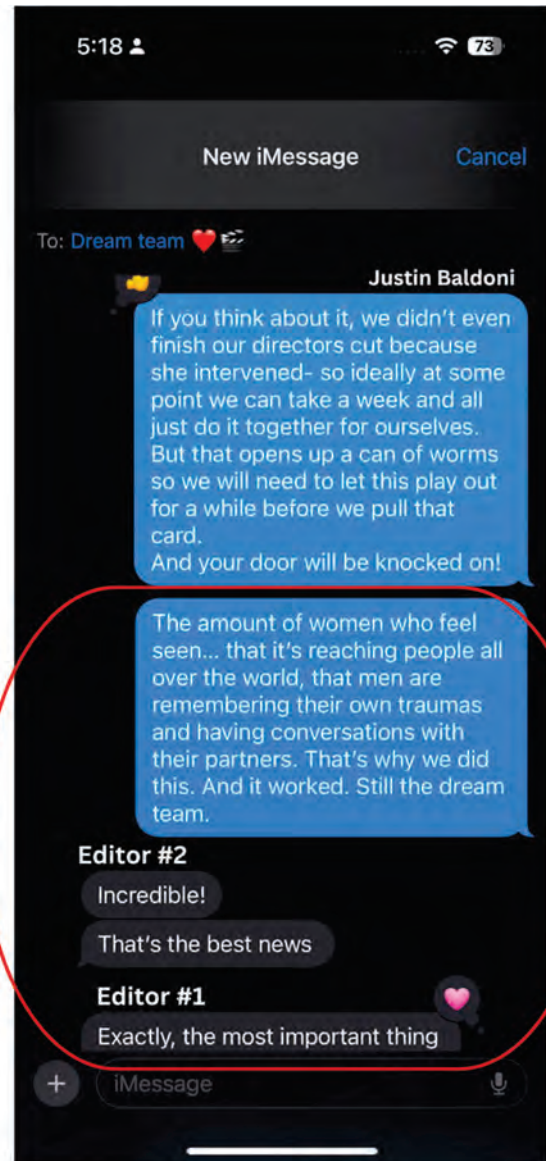 5:18
73
New iMessage
Cancel
To: Dream team ❤️🎬
Justin Baldoni
If you think about it, we didn't even
finish our directors cut because
she intervened- so ideally at some
point we can take a week and all
just do it together for ourselves.
But that opens up a can of worms
so we will need to let this play out
for a while before we pull that
card.
And your door will be knocked on!
The amount of women who feel
seen... that it's reaching people all
over the world, that men are
remembering their own traumas
and having conversations with
their partners. That's why we did
this. And it worked. Still the dream
team.
Editor #2
Incredible!
That's the best news
Editor #1
Exactly, the most important thing
iMessage